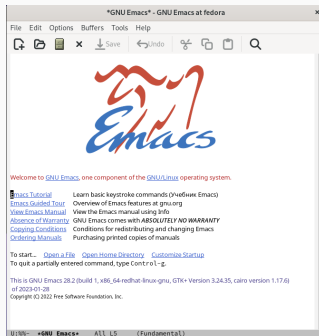 *GNU Emacs* - GNU Emacs at fedora
File Edit Options Buffers Tools Help
Save Undo
Emacs
Welcome to GNU Emacs, one component of the GNU/Linux operating system.
Emacs Tutorial Learn basic keystroke commands (Учебник Emacs)
Emacs Guided Tour Overview of Emacs features at gnu.org
View Emacs Manual View the Emacs manual using Info
Absence of Warranty GNU Emacs comes with ABSOLUTELY NO WARRANTY
Copying Conditions Conditions for redistributing and changing Emacs
Ordering Manuals Purchasing printed copies of manuals
To start... Open a File Open Home Directory Customize Startup
To quit a partially entered command, type Control-g.
This is GNU Emacs 28.2 (build 1, x86_64-redhat-linux-gnu, GTK+ Version 3.24.35, cairo version 1.17.6)
of 2023-01-28
Copyright (C) 2022 Free Software Foundation, Inc.
U:%%- *GNU Emacs* All L5 (Fundamental)